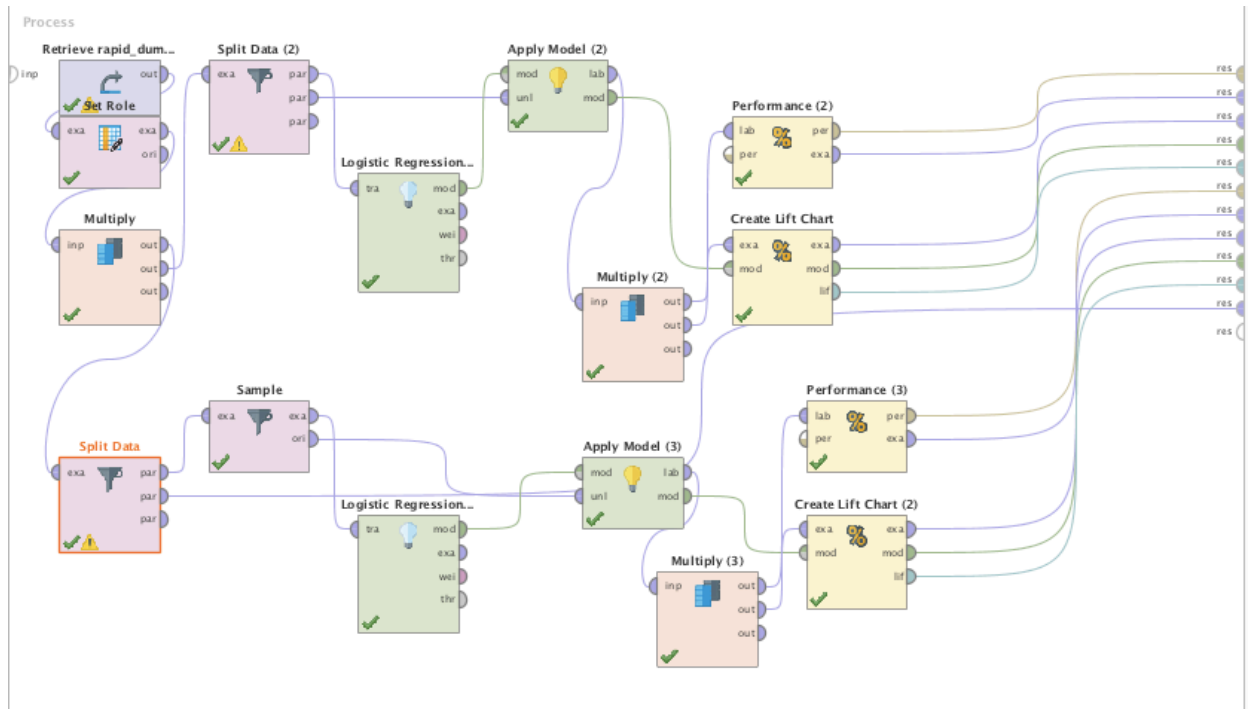 Process
Retrieve rapid_dum...
Split Data (2)
Apply Model (2)
inp
out
exa
par
par
par
mod
unl
lab
mod
res
res
res
res
res
res
res
res
res
res
res
res
Set Role
exa
exa
ori
Performance (2)
lab
per
per
exa
Logistic Regression...
tra
mod
exa
wei
thr
Multiply
inp
out
out
out
Create Lift Chart
exa
mod
exa
mod
lif
Multiply (2)
inp
out
out
out
Sample
exa
exa
ori
Performance (3)
lab
per
per
exa
Split Data
exa
par
par
par
Apply Model (3)
mod
unl
lab
mod
Logistic Regression...
tra
mod
exa
wei
thr
Create Lift Chart (2)
exa
mod
exa
mod
lif
Multiply (3)
inp
out
out
out